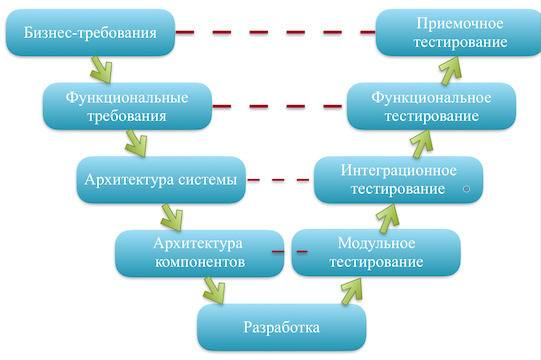 Бизнес-требования
Приемочное
тестирование
Функциональные
требования
Функциональное
тестирование
Архитектура системы
Интеграционное
тестирование
Архитектура
компонентов
Модульное
тестирование
Разработка